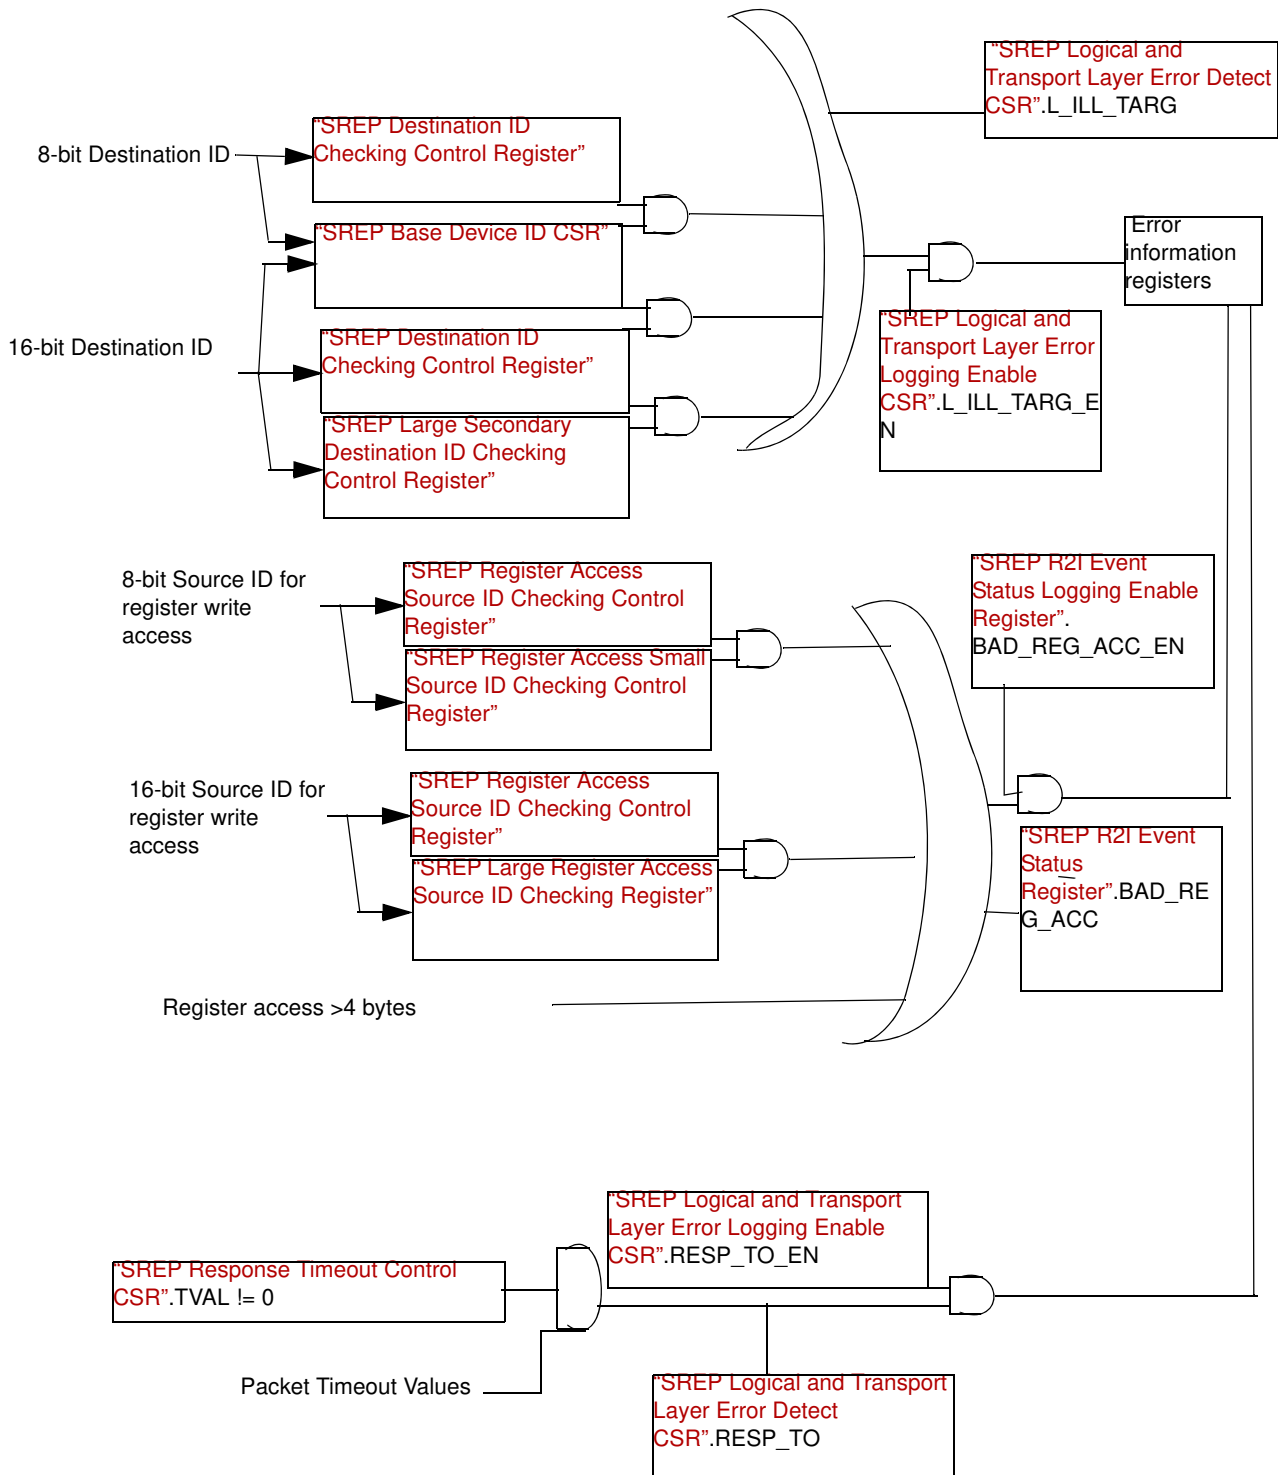 “SREP Logical and
Transport Layer Error Detect
CSR”.L_ILL_TARG
“SREP Destination ID
Checking Control Register”
8-bit Destination ID
“SREP Base Device ID CSR”
Error
information
registers
16-bit Destination ID
“SREP Destination ID
Checking Control Register”
“SREP Logical and
Transport Layer Error
Logging Enable
CSR”.L_ILL_TARG_E
N
“SREP Large Secondary
Destination ID Checking
Control Register”
8-bit Source ID for
register write
access
“SREP Register Access
Source ID Checking Control
Register”
“SREP R2I Event
Status Logging Enable
Register”.
BAD_REG_ACC_EN
“SREP Register Access Small
Source ID Checking Control
Register”
16-bit Source ID for
register write
access
“SREP Register Access
Source ID Checking Control
Register”
“SREP Large Register Access
Source ID Checking Register”
“SREP R2I Event
Status
Register”.BAD_RE
G_ACC
Register access >4 bytes
“SREP Logical and Transport
Layer Error Logging Enable
CSR”.RESP_TO_EN
“SREP Response Timeout Control
CSR”.TVAL != 0
Packet Timeout Values
“SREP Logical and Transport
Layer Error Detect
CSR”.RESP_TO